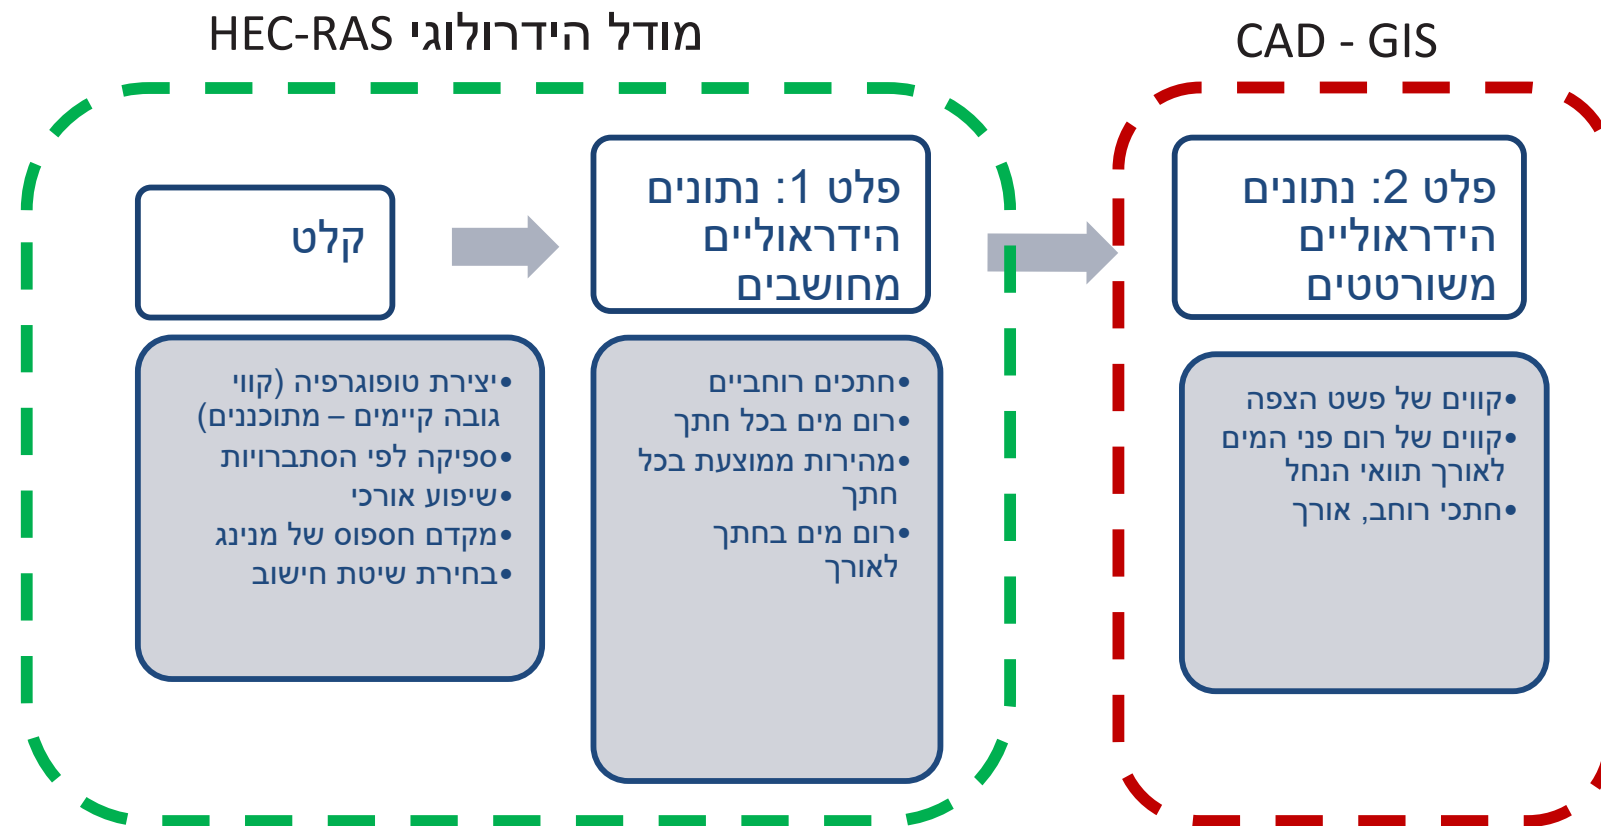 מודל הידרולוגי HEC-RAS
CAD - GIS
קלט
•יצירת טופוגרפיה (קווי
גובה קיימים – מתוכננים)
•ספיקה לפי הסתברויות
•שיפוע אורכי
•מקדם חספוס של מנינג
•בחירת שיטת חישוב
פלט 1: נתונים
הידראוליים
מחושבים
•חתכים רוחביים
•רום מים בכל חתך
•מהירות ממוצעת בכל
חתך
•רום מים בחתך
לאורך
פלט 2: נתונים
הידראוליים
משורטטים
•קווים של פשט הצפה
•קווים של רום פני המים
לאורך תוואי הנחל
•חתכי רוחב, אורך